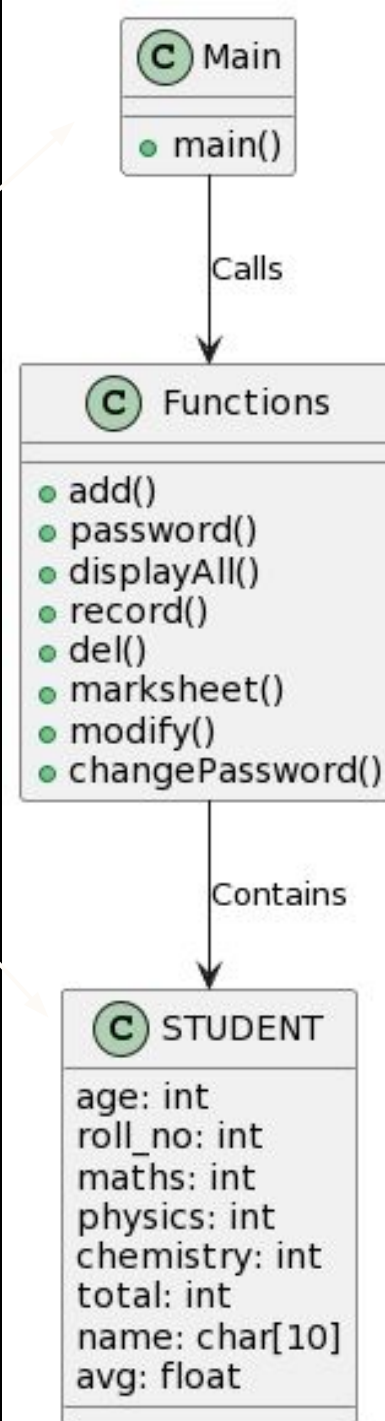 C Main
main()
Calls
C Functions
add()
password()
displayAll()
record()
del()
marksheet()
modify()
changePassword()
Contains
C STUDENT
age: int
roll_no: int
maths: int
physics: int
chemistry: int
total: int
name: char[10]
avg: float